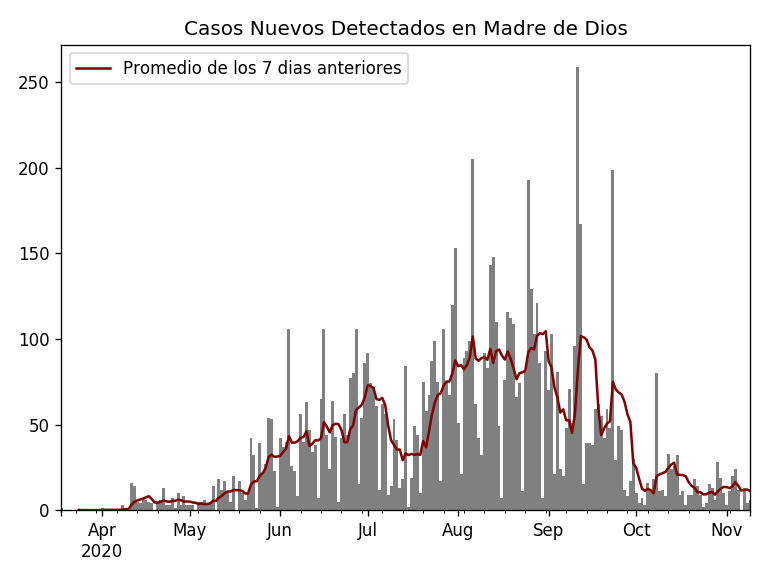 Casos Nuevos Detectados en Madre de Dios
Promedio de los 7 dias anteriores
250
200
150
100
50
0
Apr May Jun Jul Aug Sep Oct Nov
2020